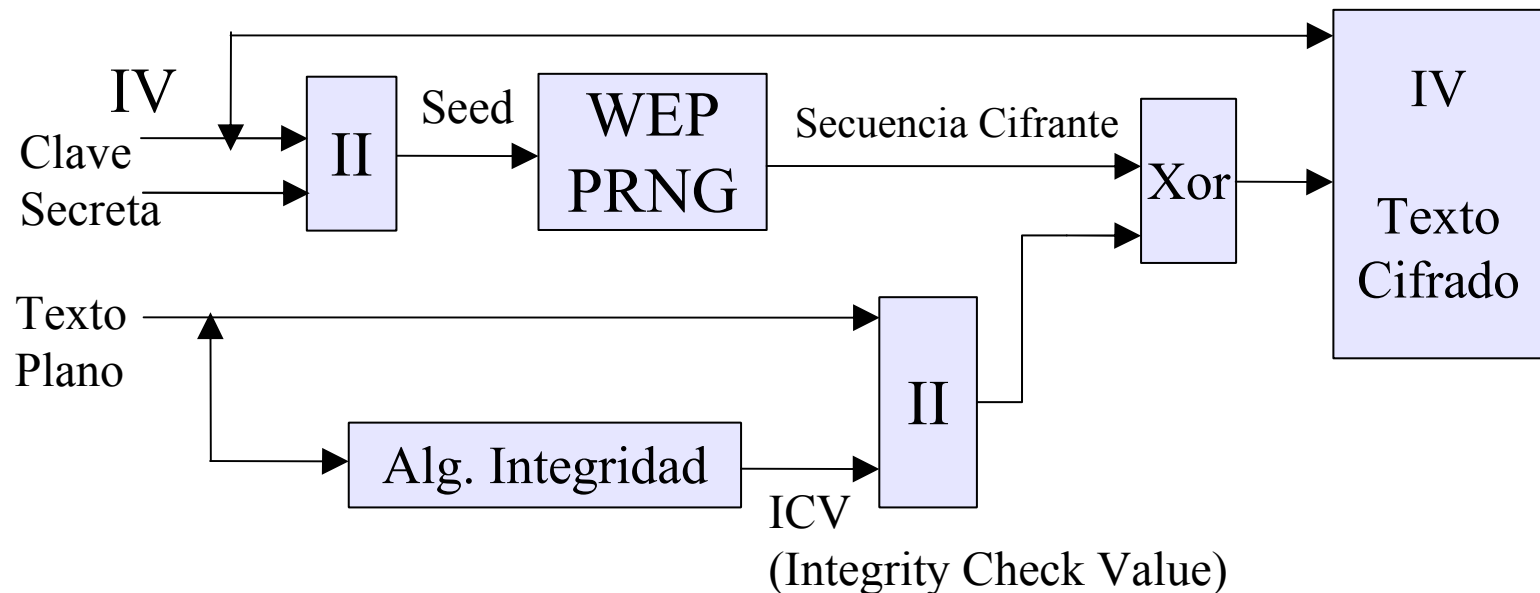 IV
Clave
Secreta
II
Seed
WEP
PRNG
Secuencia Cifrante
Xor
IV
Texto
Cifrado
Texto
Plano
Alg. Integridad
II
ICV
(Integrity Check Value)